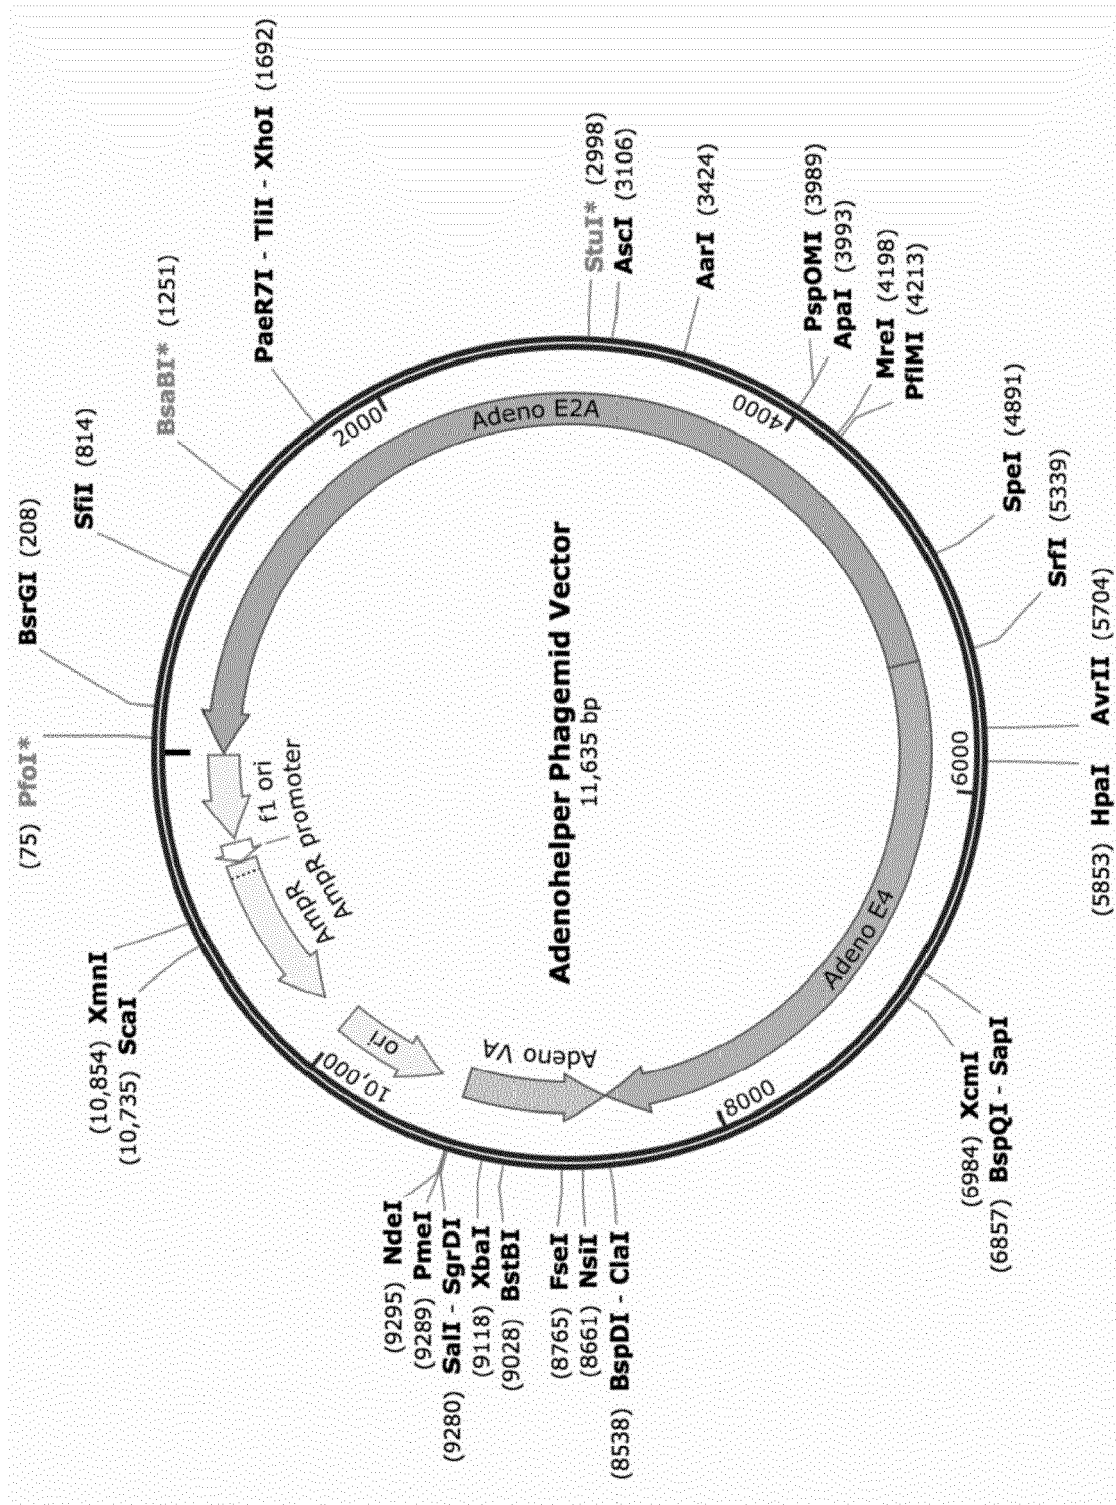 (75) PfoI*
BsrGI (208)
SfiI (814)
BsaBI* (1251)
PaeR7I - TliI - XhoI (1692)
StuI* (2998)
AscI (3106)
AarI (3424)
PspOMI (3989)
ApaI (3993)
MreI (4198)
PflMI (4213)
SpeI (4891)
SrfI (5339)
AvrII (5704)
(5853) HpaI
(6857) BspQI - SapI
(6984) XcmI
(8538) BspDI - ClaI
(8661) NsiI
(8765) FseI
(9028) BstBI
(9118) XbaI
(9280) SalI - SgrDI
(9289) PmeI
(9295) NdeI
(10,735) ScaI
(10,854) XmnI
2000
4000
6000
8000
10,000
Adeno E2A
Adeno E4
Adeno VA
ori
AmpR
AmpR promoter
f1 ori
Adenohelper Phagemid Vector
11,635 bp